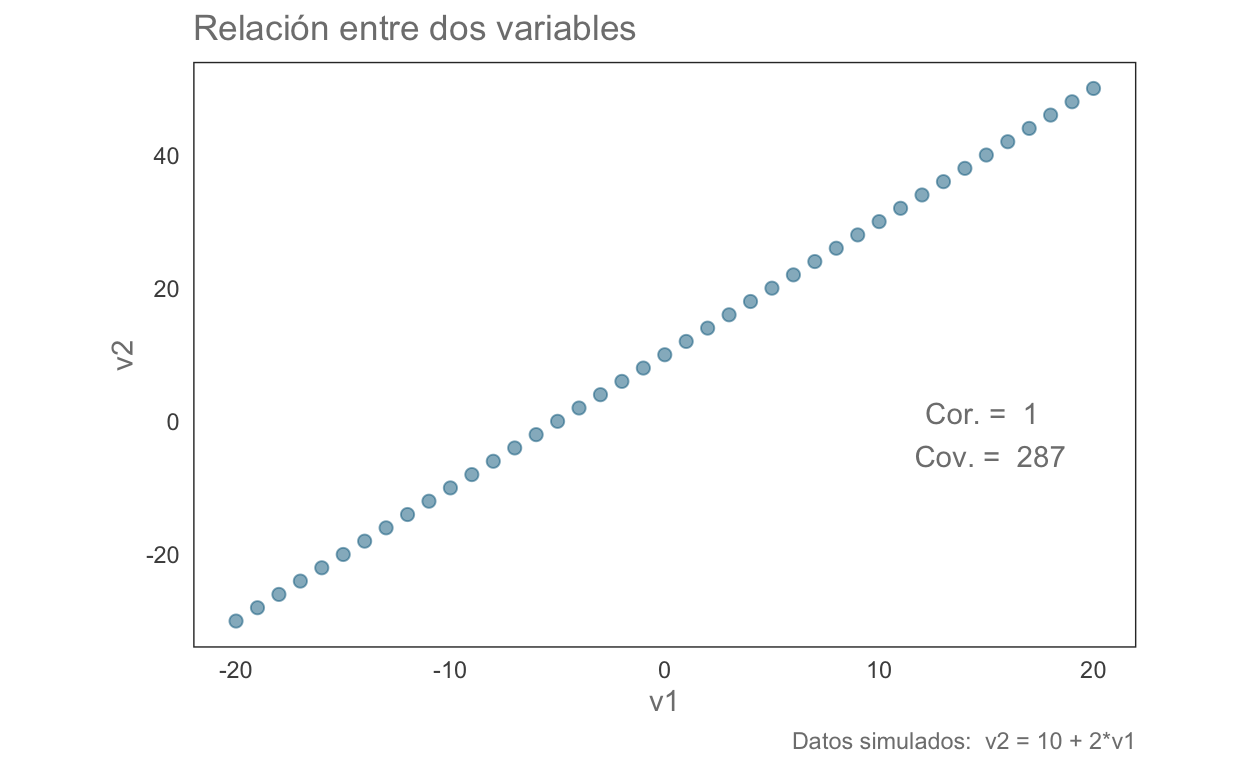 Relación entre dos variables
40
20
0
-20
v2
Cor. =  1
Cov. =  287
-20 -10 0 10 20
v1
Datos simulados:  v2 = 10 + 2*v1